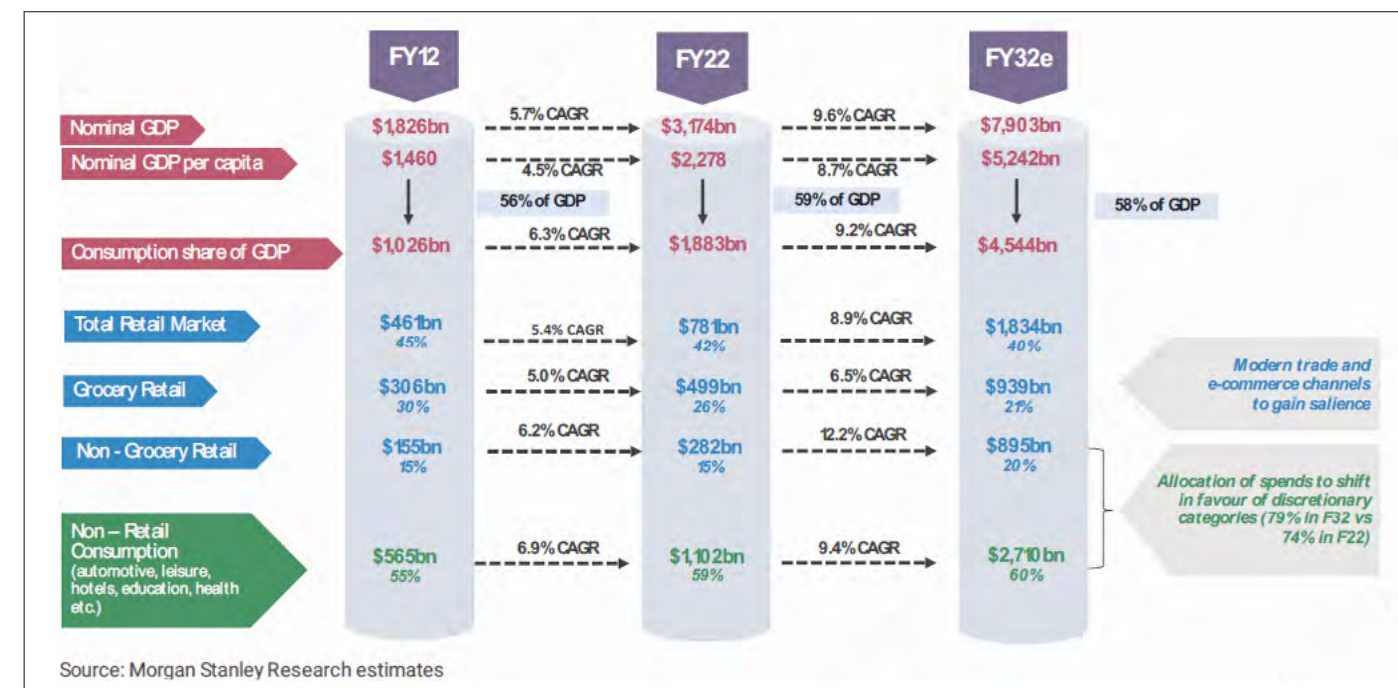 FY12
FY22
FY32e
Nominal GDP
$1,826bn
5.7% CAGR
$3,174bn
9.6% CAGR
$7,903bn
Nominal GDP per capita
$1,460
4.5% CAGR
$2,278
8.7% CAGR
$5,242bn
56% of GDP
59% of GDP
58% of GDP
Consumption share of GDP
$1,026bn
6.3% CAGR
$1,883bn
9.2% CAGR
$4,544bn
Total Retail Market
$461bn
45%
5.4% CAGR
$781bn
42%
8.9% CAGR
$1,834bn
40%
Grocery Retail
$306bn
30%
5.0% CAGR
$499bn
26%
6.5% CAGR
$939bn
21%
Modern trade and
e-commerce channels
to gain salience
Non - Grocery Retail
$155bn
15%
6.2% CAGR
$282bn
15%
12.2% CAGR
$895bn
20%
Allocation of spends to shift
in favour of discretionary
categories (79% in F32 vs
74% in F22)
Non – Retail
Consumption
(automotive, leisure,
hotels, education, health
etc.)
$565bn
55%
6.9% CAGR
$1,102bn
59%
9.4% CAGR
$2,710bn
60%
Source: Morgan Stanley Research estimates